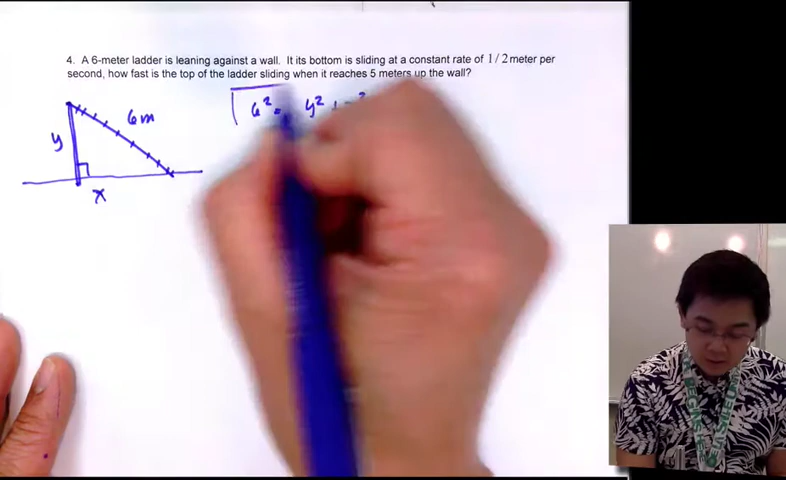 4. A 6-meter ladder is leaning against a wall. It its bottom is sliding at a constant rate of 1/2 meter per
second, how fast is the top of the ladder sliding when it reaches 5 meters up the wall?
6² = y² +
6m
y
x